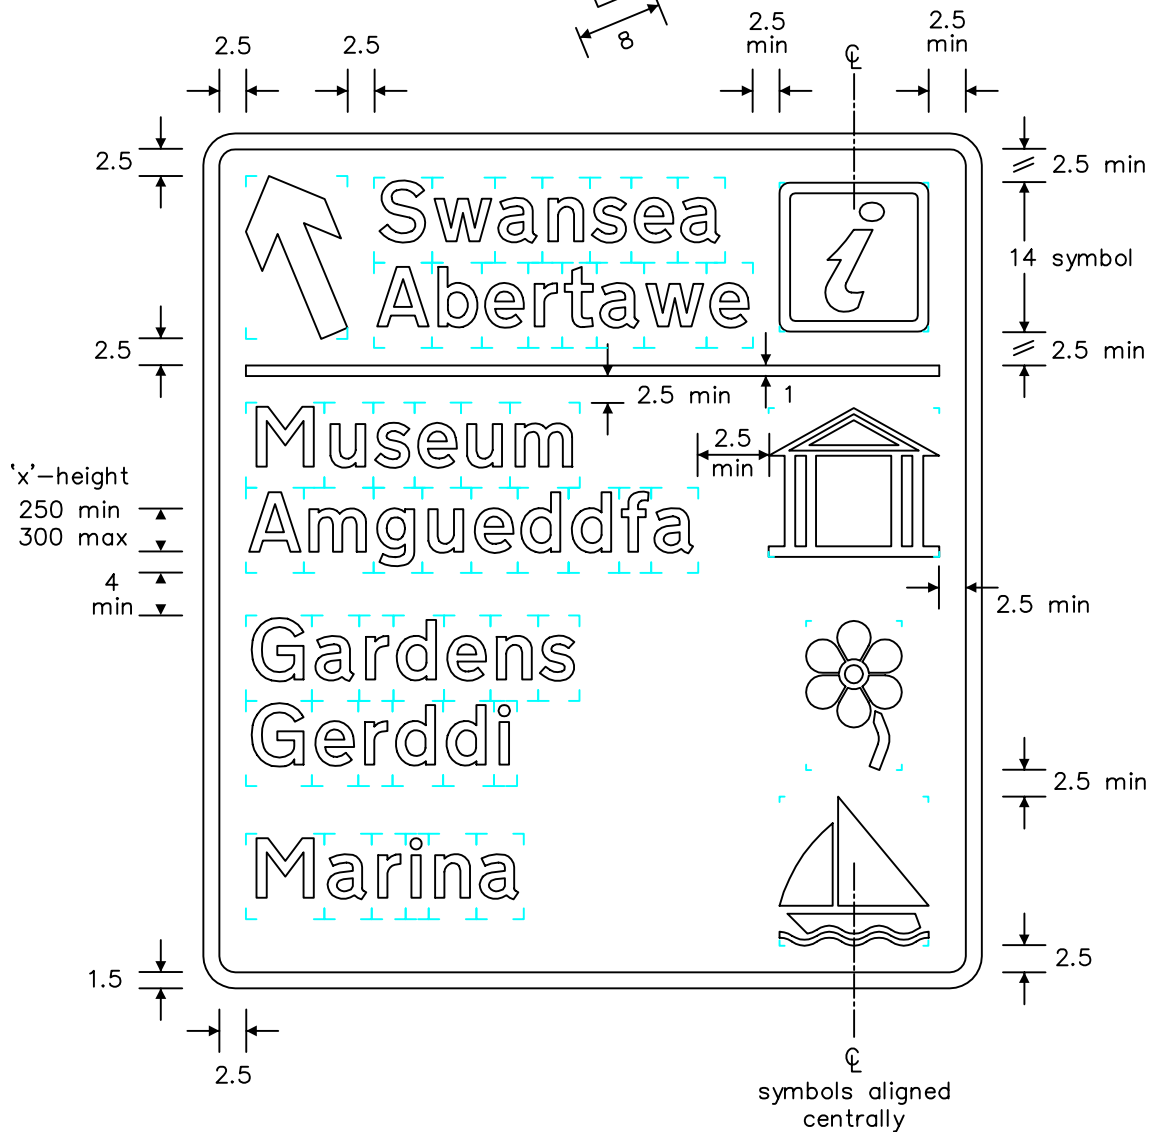 8
2.5
2.5
2.5 min
℄
2.5 min
2.5
2.5 min
Swansea
i
14 symbol
Abertawe
2.5
2.5 min
2.5 min
1
Museum
2.5 min
'x'-height
250 min
300 max
Amgueddfa
4 min
2.5 min
Gardens
Gerddi
2.5 min
Marina
2.5
1.5
2.5
℄
symbols aligned
centrally